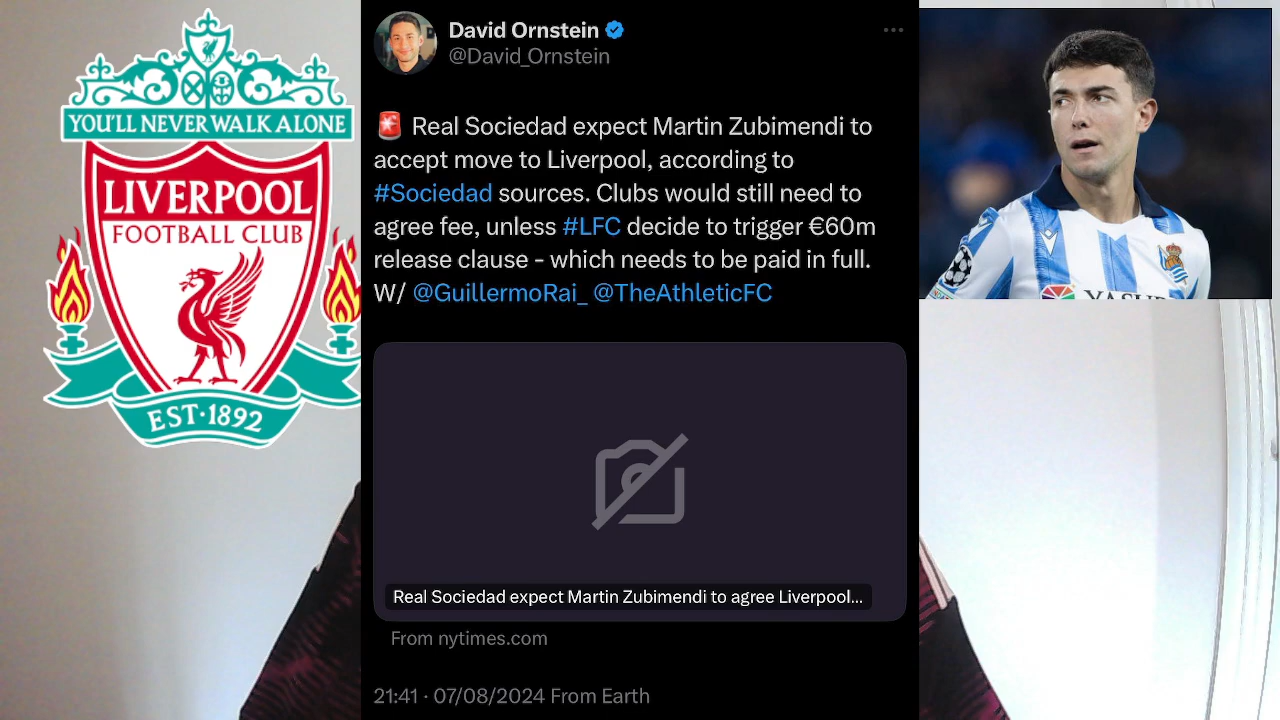 YOU'LL NEVER WALK ALONE
LIVERPOOL
FOOTBALL CLUB
EST·1892
David Ornstein
@David_Ornstein
🚨 Real Sociedad expect Martin Zubimendi to
accept move to Liverpool, according to
#Sociedad sources. Clubs would still need to
agree fee, unless #LFC decide to trigger €60m
release clause - which needs to be paid in full.
W/ @GuillermoRai_ @TheAthleticFC
Real Sociedad expect Martin Zubimendi to agree Liverpool...
From nytimes.com
21:41 · 07/08/2024 From Earth